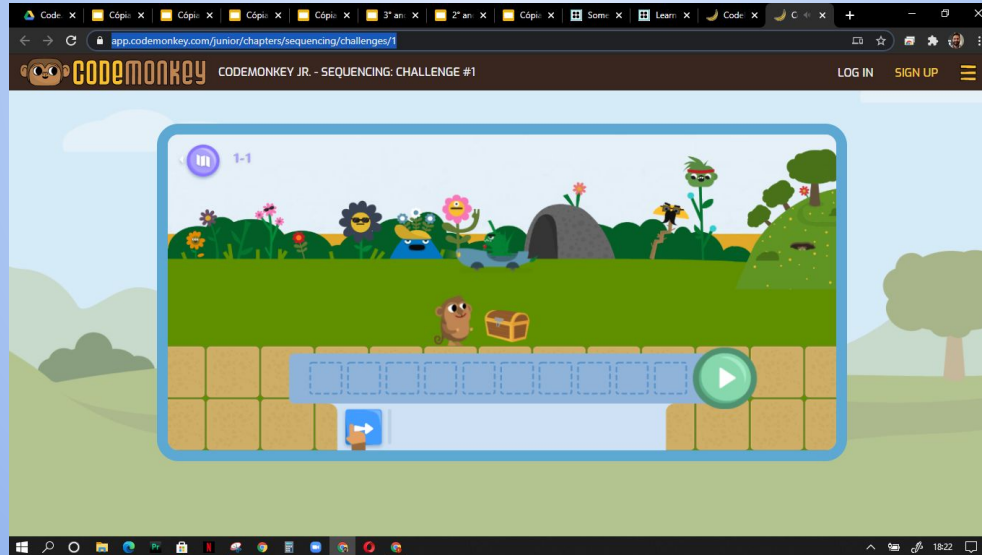 Code. Cópia Cópia Cópia Cópia 3° an 2° an Cópia Some Learn Code C
app.codemonkey.com/junior/chapters/sequencing/challenges/1
CODEMONKEY CODEMONKEY JR. - SEQUENCING: CHALLENGE #1 LOG IN SIGN UP
1-1
18:22